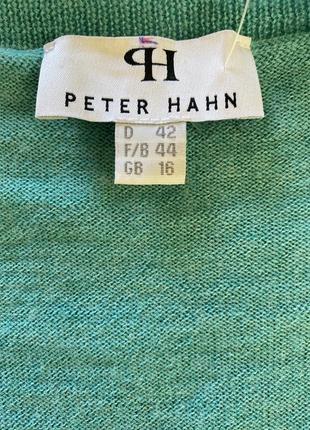 PH
PETER HAHN
D 42
F/B 44
GB 16